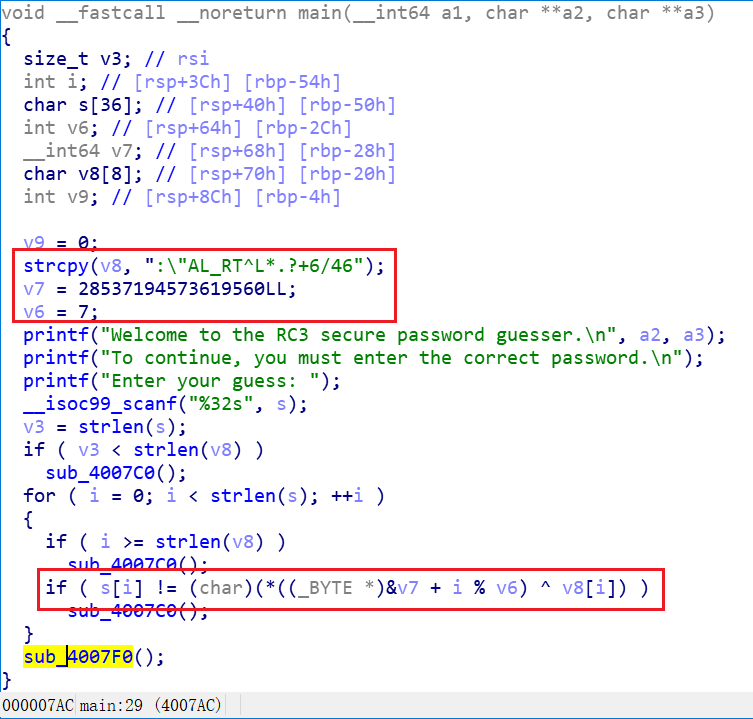 void __fastcall __noreturn main(__int64 a1, char **a2, char **a3)
{
  size_t v3; // rsi
  int i; // [rsp+3Ch] [rbp-54h]
  char s[36]; // [rsp+40h] [rbp-50h]
  int v6; // [rsp+64h] [rbp-2Ch]
  __int64 v7; // [rsp+68h] [rbp-28h]
  char v8[8]; // [rsp+70h] [rbp-20h]
  int v9; // [rsp+8Ch] [rbp-4h]

  v9 = 0;
  strcpy(v8, ":\"AL_RT^L*.?+6/46");
  v7 = 28537194573619560LL;
  v6 = 7;
  printf("Welcome to the RC3 secure password guesser.\n", a2, a3);
  printf("To continue, you must enter the correct password.\n");
  printf("Enter your guess: ");
  __isoc99_scanf("%32s", s);
  v3 = strlen(s);
  if ( v3 < strlen(v8) )
    sub_4007C0();
  for ( i = 0; i < strlen(s); ++i )
  {
    if ( i >= strlen(v8) )
      sub_4007C0();
    if ( s[i] != (char)(*((_BYTE *)&v7 + i % v6) ^ v8[i]) )
      sub_4007C0();
  }
  sub_4007F0();
}
000007AC main:29 (4007AC)